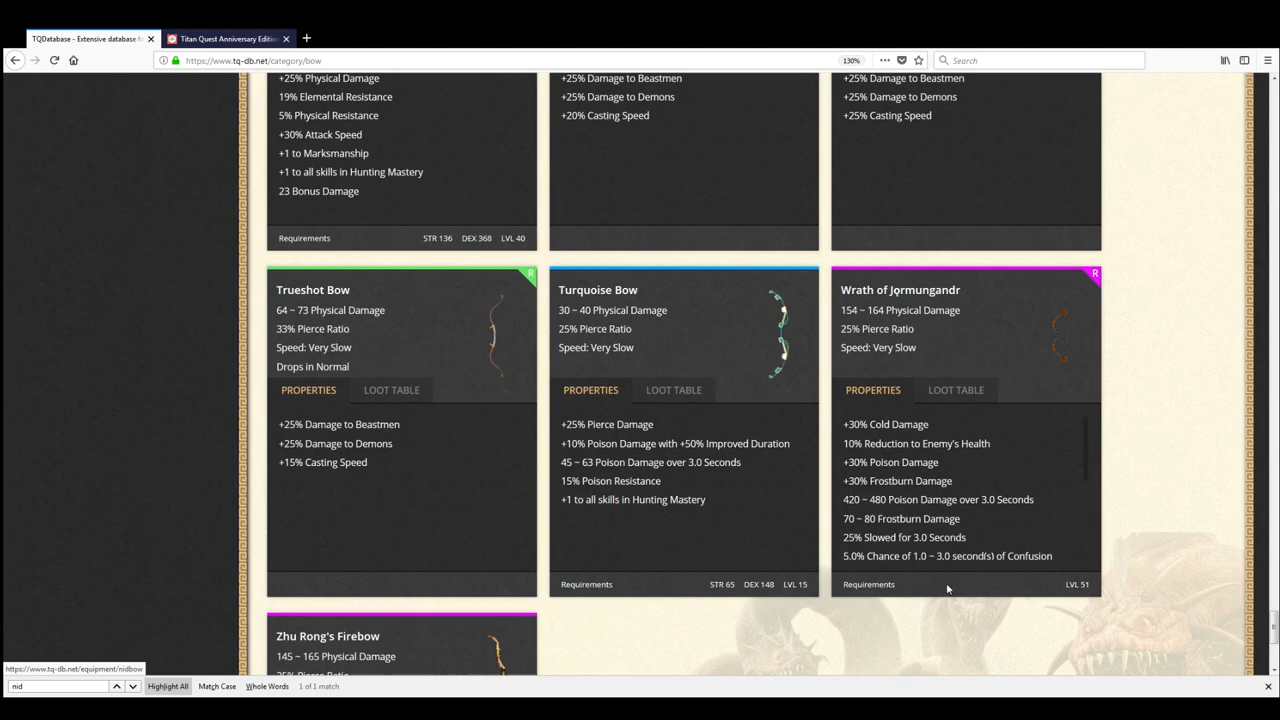 TQDatabase - Extensive database fo
Titan Quest Anniversary Edition
https://www.tq-db.net/category/bow
130%
Search
+25% Physical Damage
19% Elemental Resistance
5% Physical Resistance
+30% Attack Speed
+1 to Marksmanship
+1 to all skills in Hunting Mastery
23 Bonus Damage
Requirements STR 136 DEX 368 LVL 40
+25% Damage to Beastmen
+25% Damage to Demons
+20% Casting Speed
+25% Damage to Beastmen
+25% Damage to Demons
+25% Casting Speed
R
Trueshot Bow
64 ~ 73 Physical Damage
33% Pierce Ratio
Speed: Very Slow
Drops in Normal
PROPERTIES LOOT TABLE
+25% Damage to Beastmen
+25% Damage to Demons
+15% Casting Speed
Turquoise Bow
30 ~ 40 Physical Damage
25% Pierce Ratio
Speed: Very Slow
PROPERTIES LOOT TABLE
+25% Pierce Damage
+10% Poison Damage with +50% Improved Duration
45 ~ 63 Poison Damage over 3.0 Seconds
15% Poison Resistance
+1 to all skills in Hunting Mastery
Requirements STR 65 DEX 148 LVL 15
R
Wrath of Jǫrmungandr
154 ~ 164 Physical Damage
25% Pierce Ratio
Speed: Very Slow
PROPERTIES LOOT TABLE
+30% Cold Damage
10% Reduction to Enemy's Health
+30% Poison Damage
+30% Frostburn Damage
420 ~ 480 Poison Damage over 3.0 Seconds
70 ~ 80 Frostburn Damage
25% Slowed for 3.0 Seconds
5.0% Chance of 1.0 ~ 3.0 second(s) of Confusion
Requirements LVL 51
Zhu Rong's Firebow
145 ~ 165 Physical Damage
25% Pierce Ratio
https://www.tq-db.net/equipment/nidbow
nid
Highlight All Match Case Whole Words 1 of 1 match